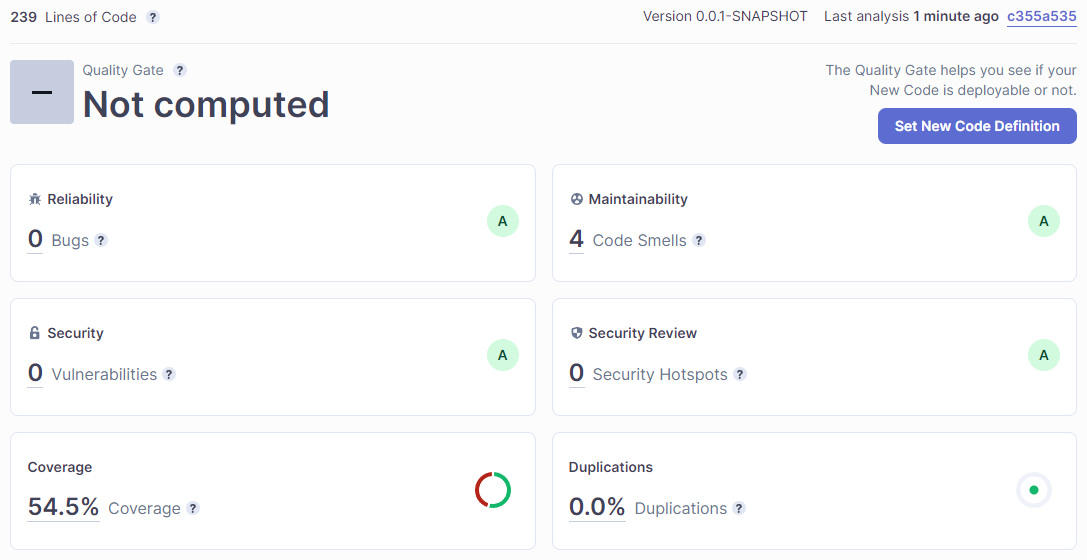 239 Lines of Code ?
Version 0.0.1-SNAPSHOT Last analysis 1 minute ago c355a535
Quality Gate ?
Not computed
The Quality Gate helps you see if your
New Code is deployable or not.
Set New Code Definition
Reliability
0 Bugs ?
A
Maintainability
4 Code Smells ?
A
Security
0 Vulnerabilities ?
A
Security Review
0 Security Hotspots ?
A
Coverage
54.5% Coverage ?
Duplications
0.0% Duplications ?